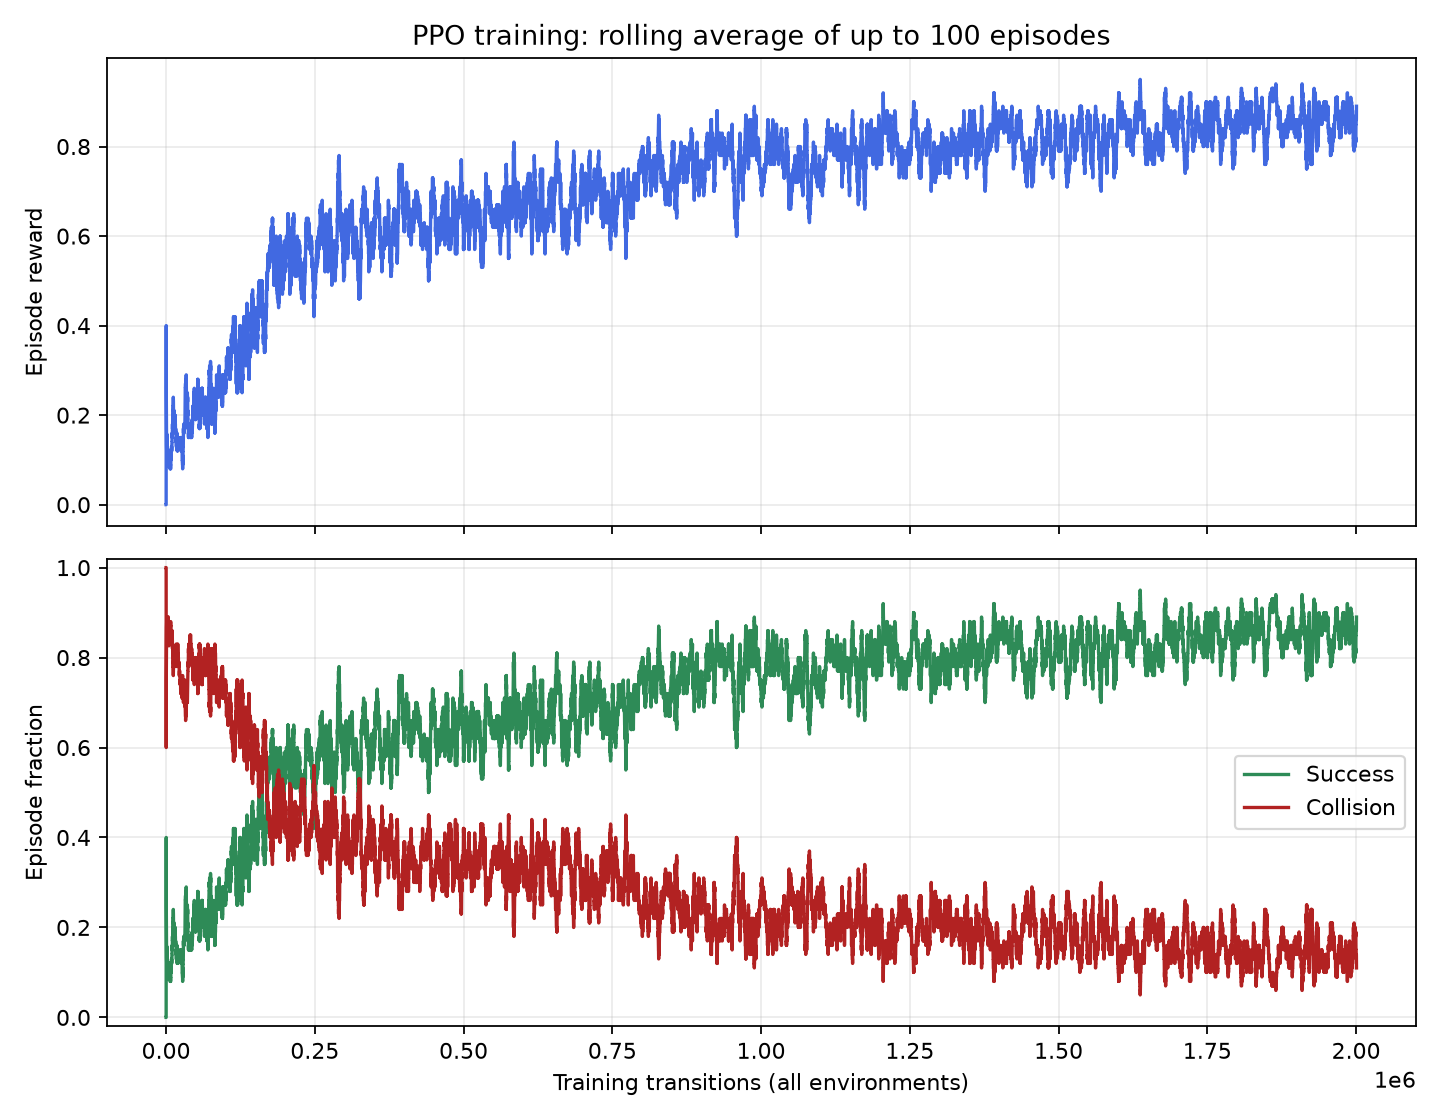 PPO training: rolling average of up to 100 episodes
Episode reward
0.8
0.6
0.4
0.2
0.0
Episode fraction
1.0
0.8
0.6
0.4
0.2
0.0
Success
Collision
0.00 0.25 0.50 0.75 1.00 1.25 1.50 1.75 2.00
1e6
Training transitions (all environments)